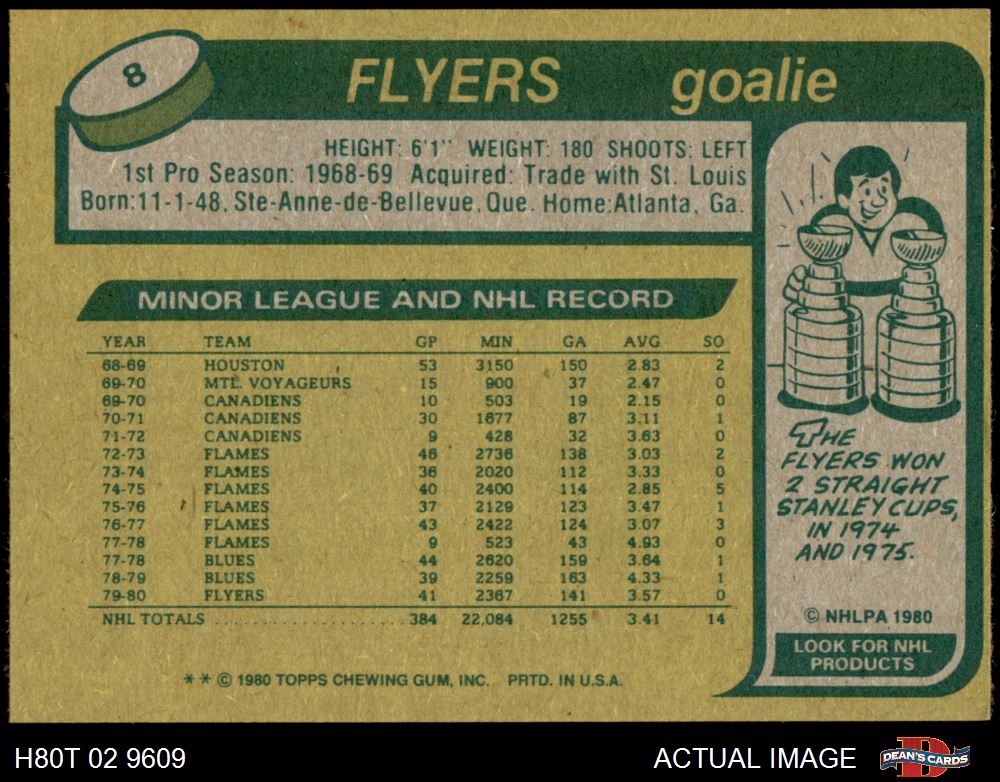 8
FLYERS goalie
HEIGHT: 6'1" WEIGHT: 180 SHOOTS: LEFT
1st Pro Season: 1968-69 Acquired: Trade with St. Louis
Born:11-1-48, Ste-Anne-de-Bellevue, Que. Home:Atlanta, Ga.
MINOR LEAGUE AND NHL RECORD
YEAR TEAM GP MIN GA AVG SO
68-69 HOUSTON 53 3150 150 2.83 2
69-70 MTL. VOYAGEURS 15 900 37 2.47 0
69-70 CANADIENS 10 503 19 2.15 0
70-71 CANADIENS 30 1677 87 3.11 1
71-72 CANADIENS 9 428 32 3.63 0
72-73 FLAMES 46 2736 138 3.03 2
73-74 FLAMES 36 2020 112 3.33 0
74-75 FLAMES 40 2400 114 2.85 5
75-76 FLAMES 37 2129 123 3.47 1
76-77 FLAMES 43 2422 124 3.07 3
77-78 FLAMES 9 523 43 4.93 0
77-78 BLUES 44 2620 159 3.64 1
78-79 BLUES 39 2259 163 4.33 1
79-80 FLYERS 41 2367 141 3.57 0
NHL TOTALS ........................ 384 22,084 1255 3.41 14
** © 1980 TOPPS CHEWING GUM, INC. PRTD. IN U.S.A.
THE
FLYERS WON
2 STRAIGHT
STANLEY CUPS,
IN 1974
AND 1975.
© NHLPA 1980
LOOK FOR NHL
PRODUCTS
H80T 02 9609
ACTUAL IMAGE
D
DEAN'S CARDS